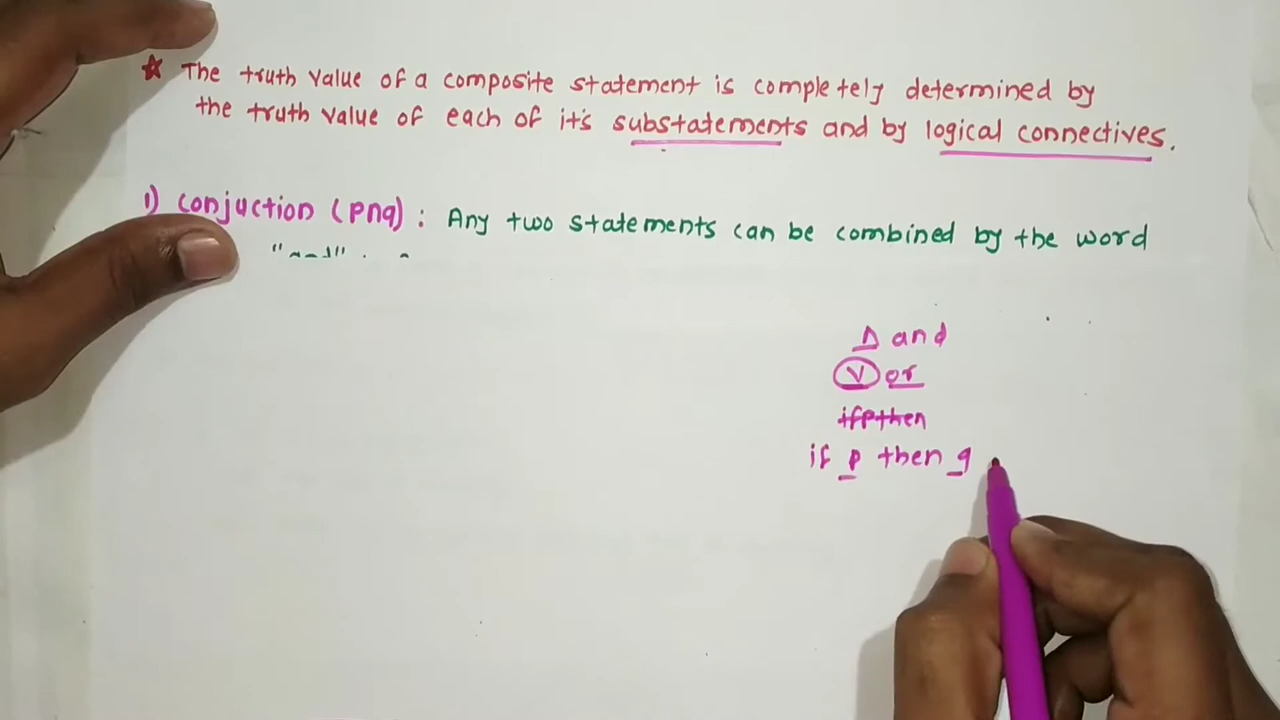 ☆ The truth value of a composite statement is completely determined by
the truth value of each of it's substatements and by logical connectives.
1) Conjuction (p∧q) : Any two statements can be combined by the word
"and"
∧ and
∨ or
if p then
if p then q